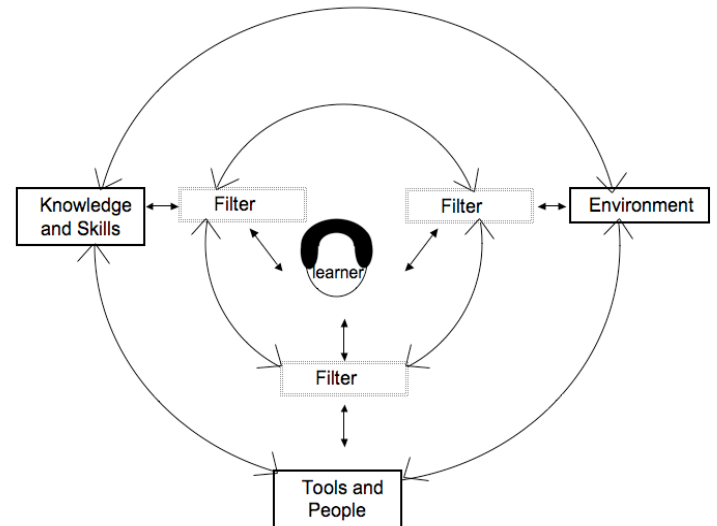 Knowledge
and Skills
Filter
Filter
Environment
learner
Filter
Tools and
People